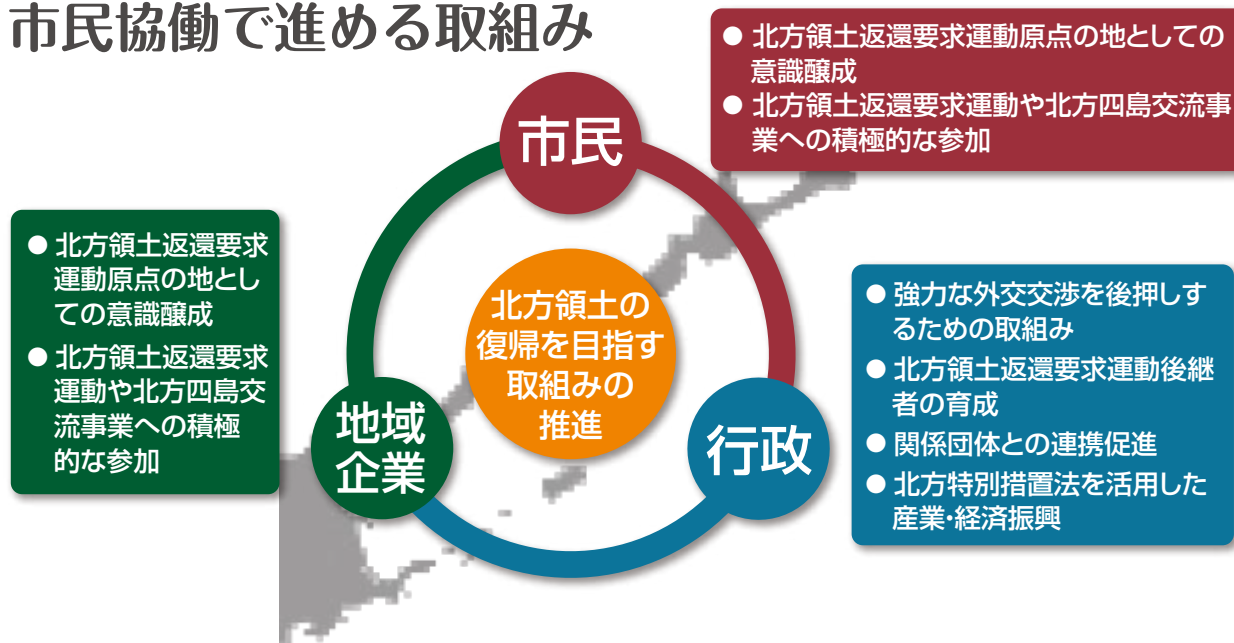 市民協働で進める取組み
● 北方領土返還要求運動原点の地としての
意識醸成
● 北方領土返還要求運動や北方四島交流事
業への積極的な参加
市民
● 北方領土返還要求
運動原点の地とし
ての意識醸成
● 北方領土返還要求
運動や北方四島交
流事業への積極
的な参加
北方領土の
復帰を目指す
取組みの
推進
● 強力な外交交渉を後押しす
るための取組み
● 北方領土返還要求運動後継
者の育成
● 関係団体との連携促進
● 北方特別措置法を活用した
産業・経済振興
地域
企業
行政